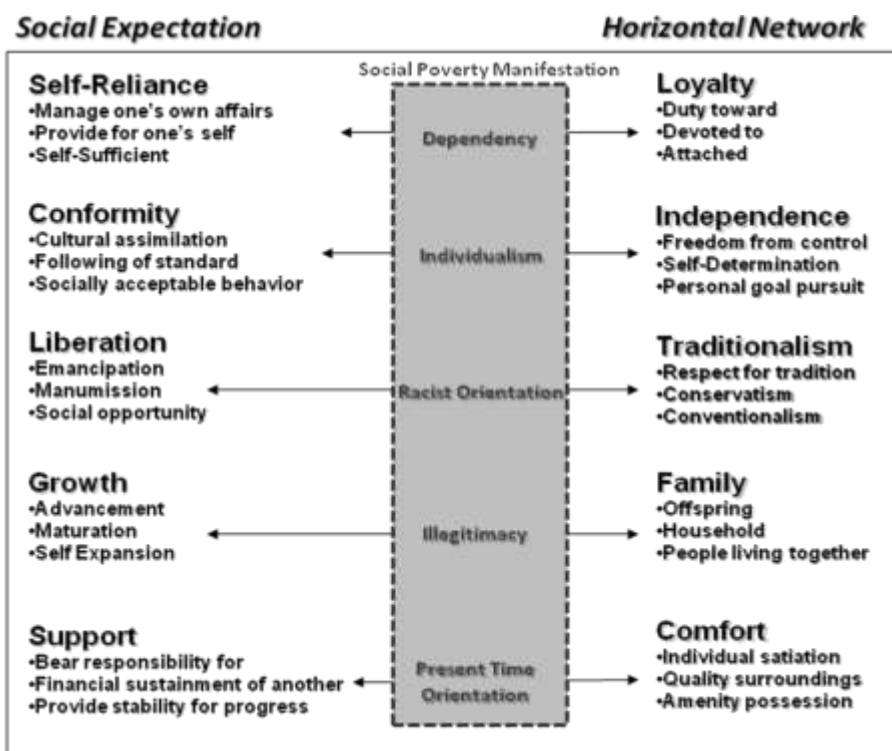 Social Expectation
Horizontal Network
Social Poverty Manifestation
Self-Reliance
•Manage one's own affairs
•Provide for one's self
•Self-Sufficient
Dependency
Loyalty
•Duty toward
•Devoted to
•Attached
Conformity
•Cultural assimilation
•Following of standard
•Socially acceptable behavior
Individualism
Independence
•Freedom from control
•Self-Determination
•Personal goal pursuit
Liberation
•Emancipation
•Manumission
•Social opportunity
Racist Orientation
Traditionalism
•Respect for tradition
•Conservatism
•Conventionalism
Growth
•Advancement
•Maturation
•Self Expansion
Illegitimacy
Family
•Offspring
•Household
•People living together
Support
•Bear responsibility for
•Financial sustainment of another
•Provide stability for progress
Present Time
Orientation
Comfort
•Individual satiation
•Quality surroundings
•Amenity possession